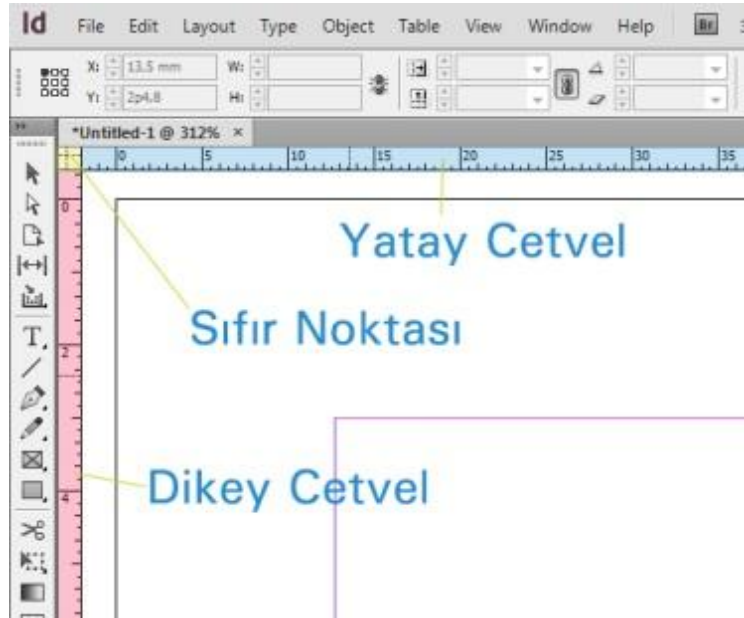 Id File Edit Layout Type Object Table View Window Help Br
X: 13.5 mm W:
Y: 2p4.8 H:
*Untitled-1 @ 312% ×
0 5 10 15 20 25 30 35
0
Yatay Cetvel
Sıfır Noktası
2
Dikey Cetvel
4